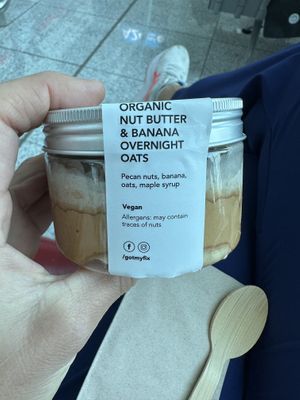 ORGANIC
NUT BUTTER
& BANANA
OVERNIGHT
OATS
Pecan nuts, banana,
oats, maple syrup
Vegan
Allergens: may contain
traces of nuts
/gotmyfix